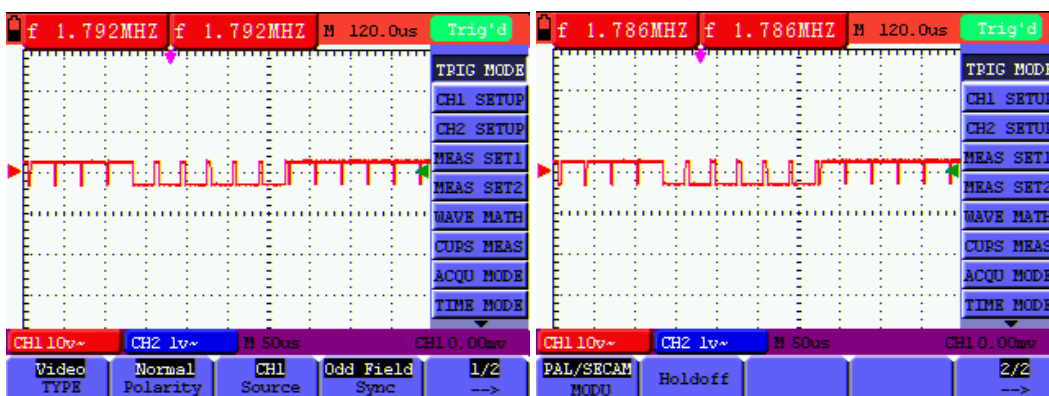 f 1.792MHZ f 1.792MHZ M 120.0us Trig'd
TRIG MODE
CH1 SETUP
CH2 SETUP
MEAS SET1
MEAS SET2
WAVE MATH
CUPS MEAS
ACQU MODE
TIME MODE
CH1 10v~ CH2 1v~ M 50us CH1 0.00mv
Video Normal CH1 Odd Field 1/2
TYPE Polarity Source Sync -->
f 1.786MHZ f 1.786MHZ M 120.0us Trig'd
TRIG MODE
CH1 SETUP
CH2 SETUP
MEAS SET1
MEAS SET2
WAVE MATH
CUPS MEAS
ACQU MODE
TIME MODE
CH1 10v~ CH2 1v~ M 50us CH1 0.00mv
PAL/SECAM Holdoff 2/2
MODU -->